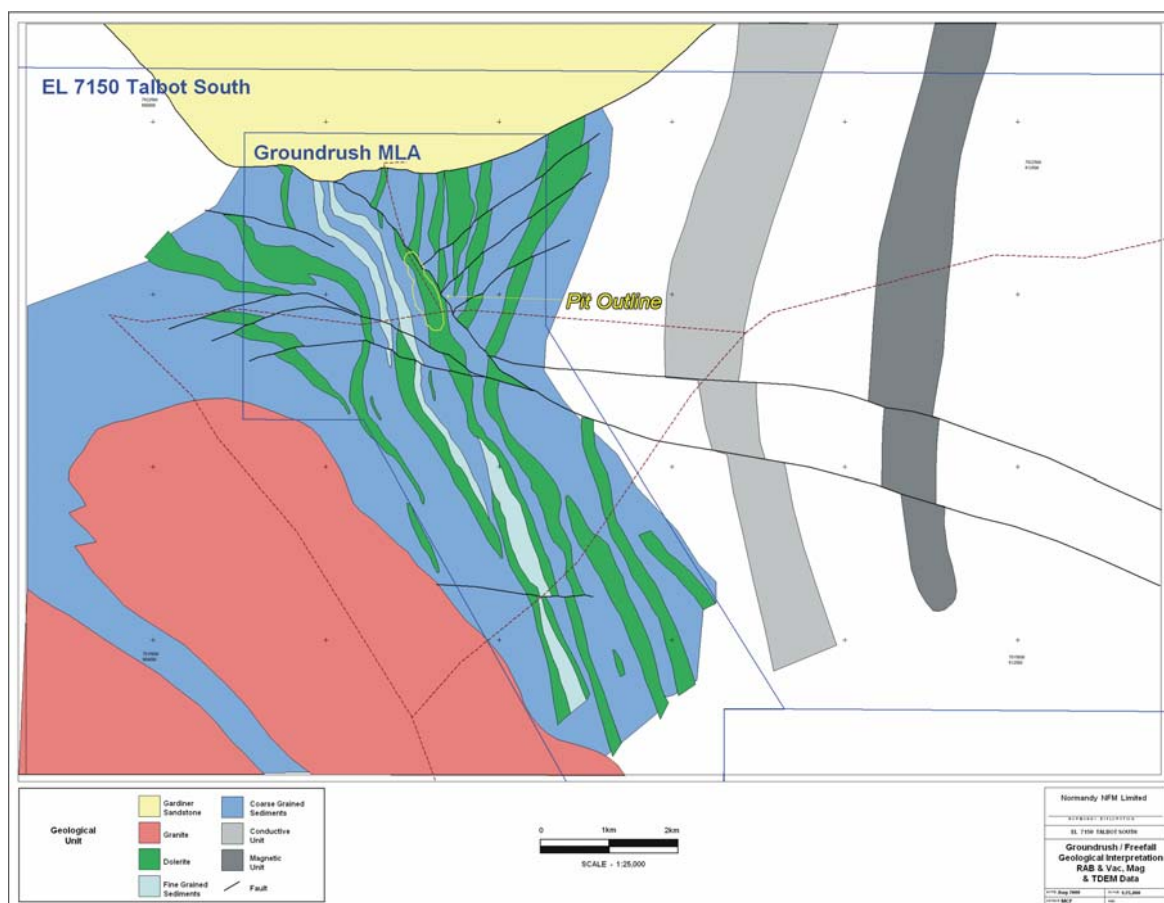 EL 7150 Talbot South
Groundrush MLA
Pit Outline
Geological
Unit
Gardiner
Sandstone
Granite
Dolerite
Fine Grained
Sediments
Coarse Grained
Sediments
Conductive
Unit
Magnetic
Unit
Fault
0 1km 2km
SCALE - 1:25,000
Normandy NFM Limited
EL 7150 TALBOT SOUTH
Groundrush / Freefall
Geological Interpretation
RAB & Vac, Mag
& TDEM Data